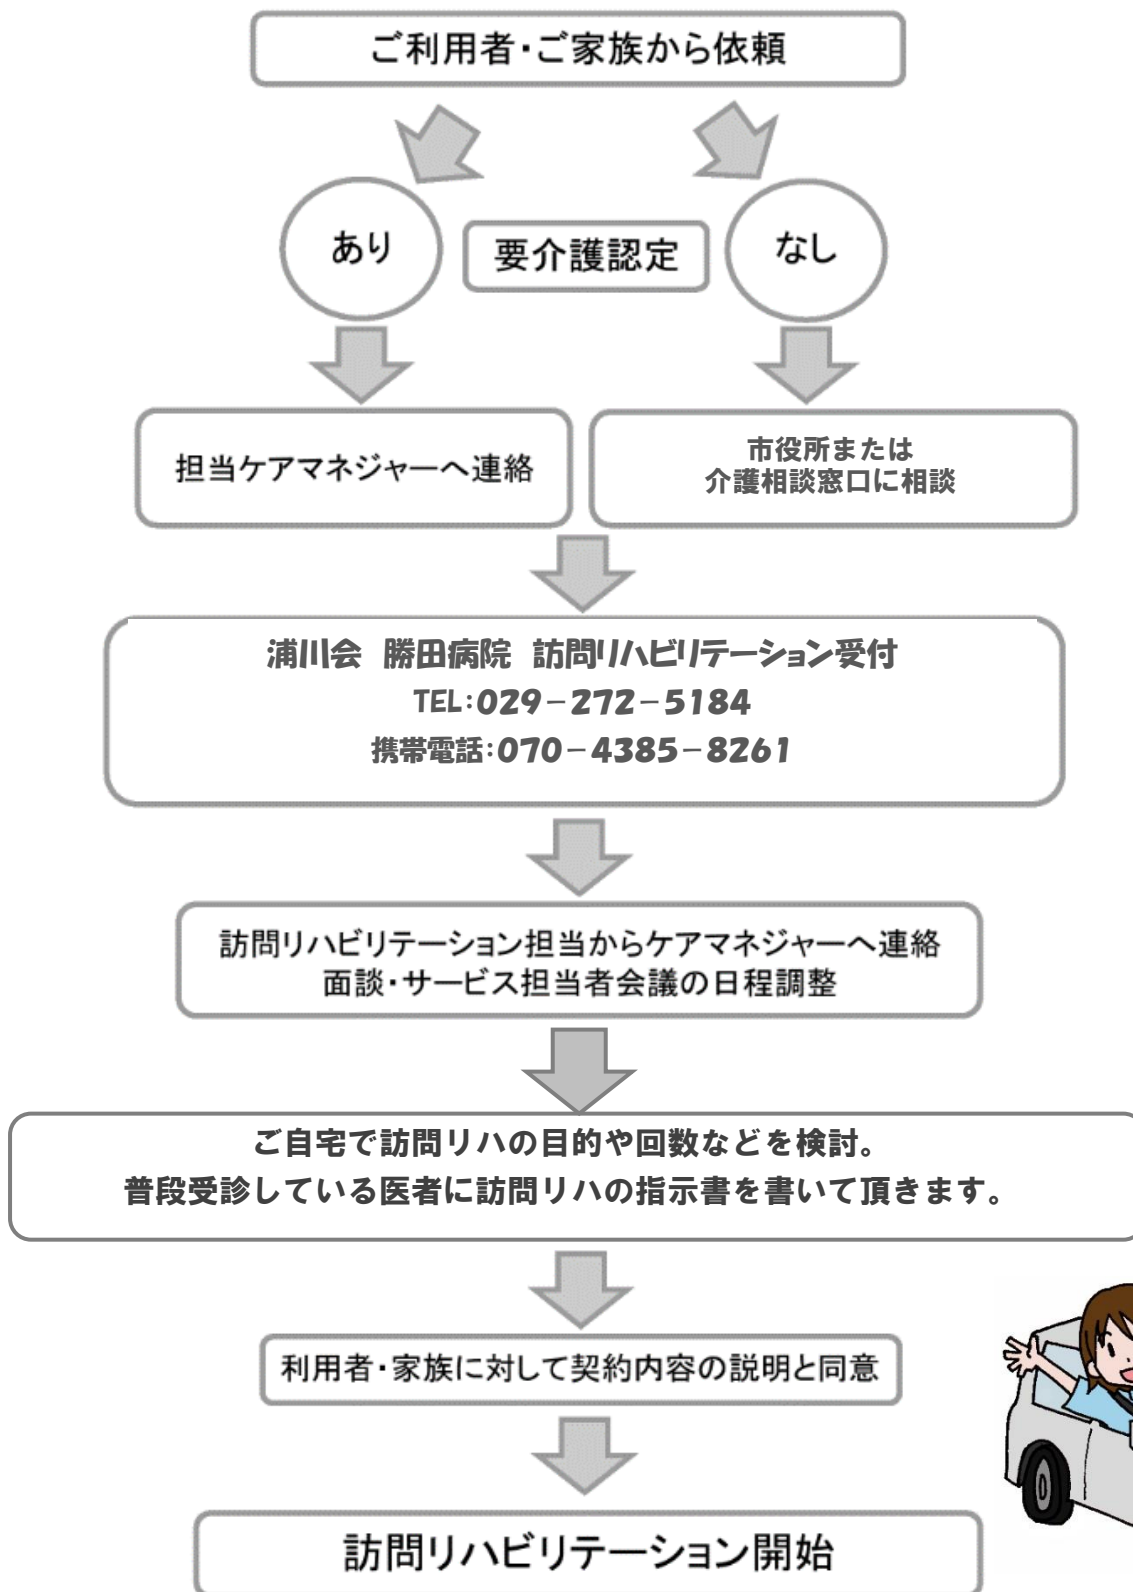 ご利用者・ご家族から依頼
あり
要介護認定
なし
担当ケアマネジャーへ連絡
市役所または
介護相談窓口に相談
浦川会　勝田病院　訪問リハビリテーション受付
TEL：029－272－5184
携帯電話：070－4385－8261
訪問リハビリテーション担当からケアマネジャーへ連絡
面談・サービス担当者会議の日程調整
ご自宅で訪問リハの目的や回数などを検討。
普段受診している医者に訪問リハの指示書を書いて頂きます。
利用者・家族に対して契約内容の説明と同意
訪問リハビリテーション開始